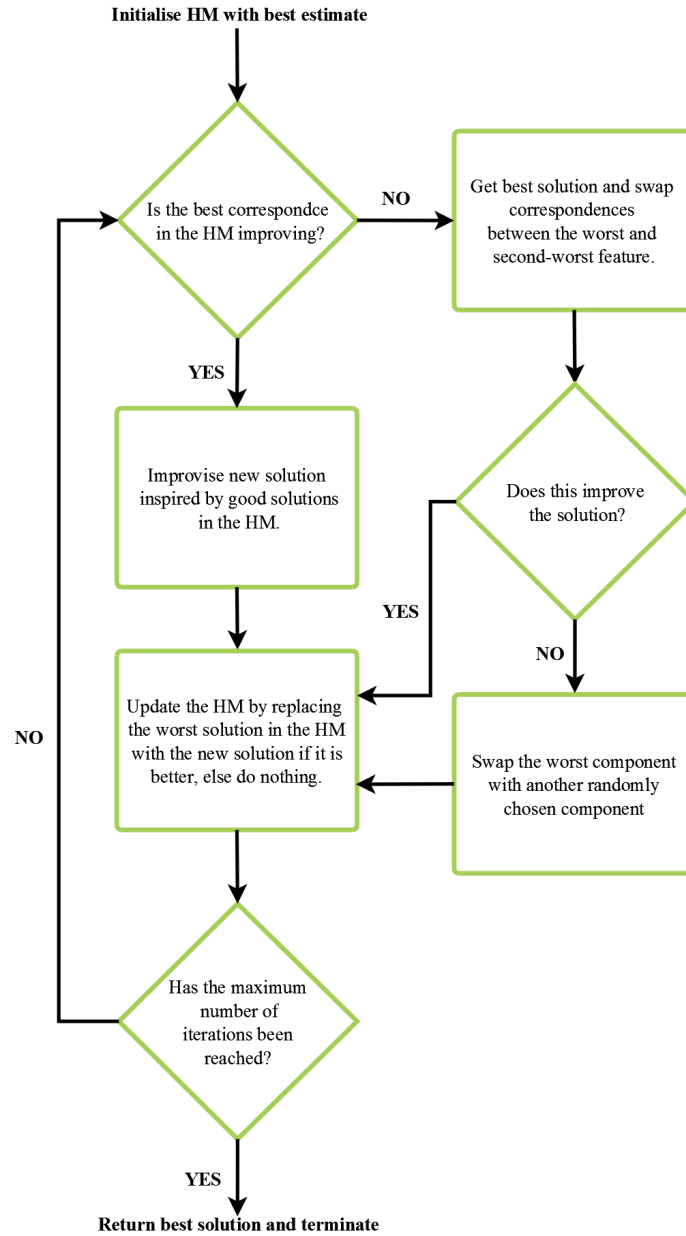 Initialise HM with best estimate
Is the best correspondce
in the HM improving?
NO
Get best solution and swap
correspondences
between the worst and
second-worst feature.
YES
Improvise new solution
inspired by good solutions
in the HM.
Does this improve
the solution?
YES
NO
Update the HM by replacing
the worst solution in the HM
with the new solution if it is
better, else do nothing.
Swap the worst component
with another randomly
chosen component
NO
Has the maximum
number of
iterations been
reached?
YES
Return best solution and terminate